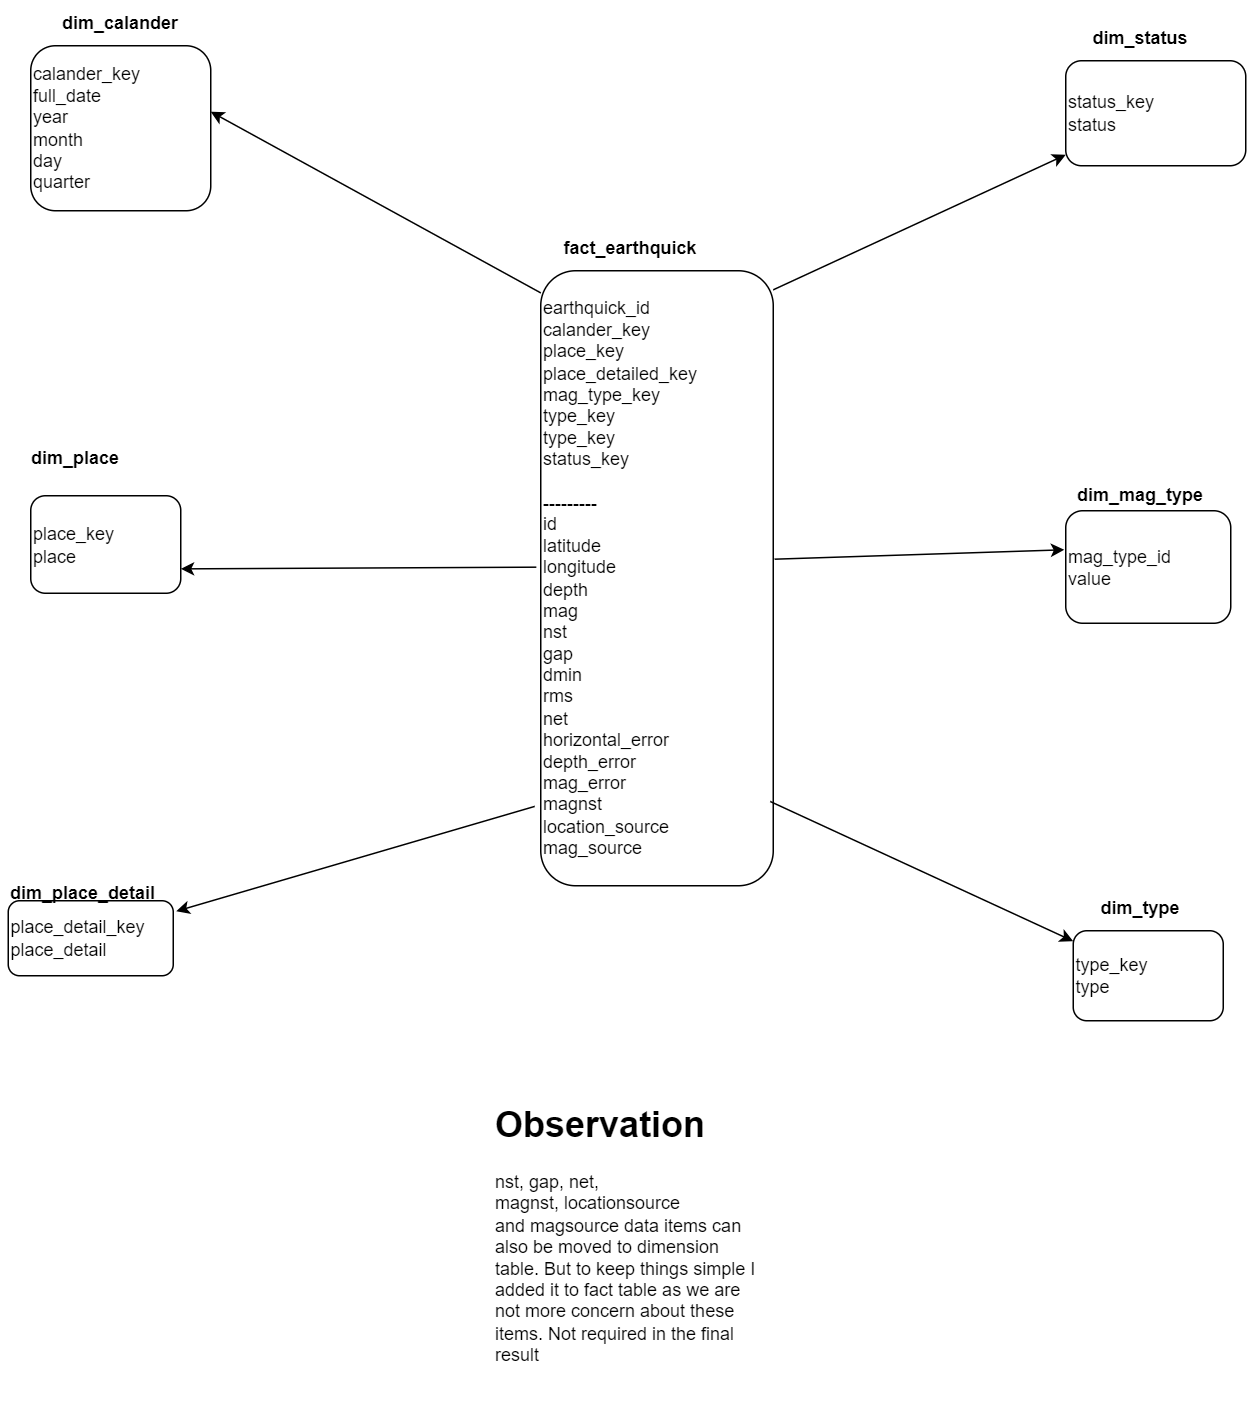 dim_calander
calander_key
full_date
year
month
day
quarter
dim_status
status_key
status
fact_earthquick
earthquick_id
calander_key
place_key
place_detailed_key
mag_type_key
type_key
type_key
status_key
---------
id
latitude
longitude
depth
mag
nst
gap
dmin
rms
net
horizontal_error
depth_error
mag_error
magnst
location_source
mag_source
dim_place
place_key
place
dim_mag_type
mag_type_id
value
dim_place_detail
place_detail_key
place_detail
dim_type
type_key
type
Observation
nst, gap, net,
magnst, locationsource
and magsource data items can
also be moved to dimension
table. But to keep things simple I
added it to fact table as we are
not more concern about these
items. Not required in the final
result